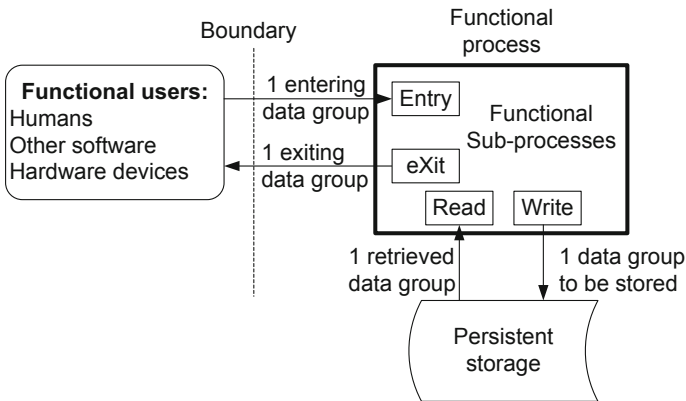 Functional
process
Boundary
Functional users:
Humans
Other software
Hardware devices
1 entering
data group
Entry
Functional
Sub-processes
1 exiting
data group
eXit
Read
Write
1 retrieved
data group
1 data group
to be stored
Persistent
storage